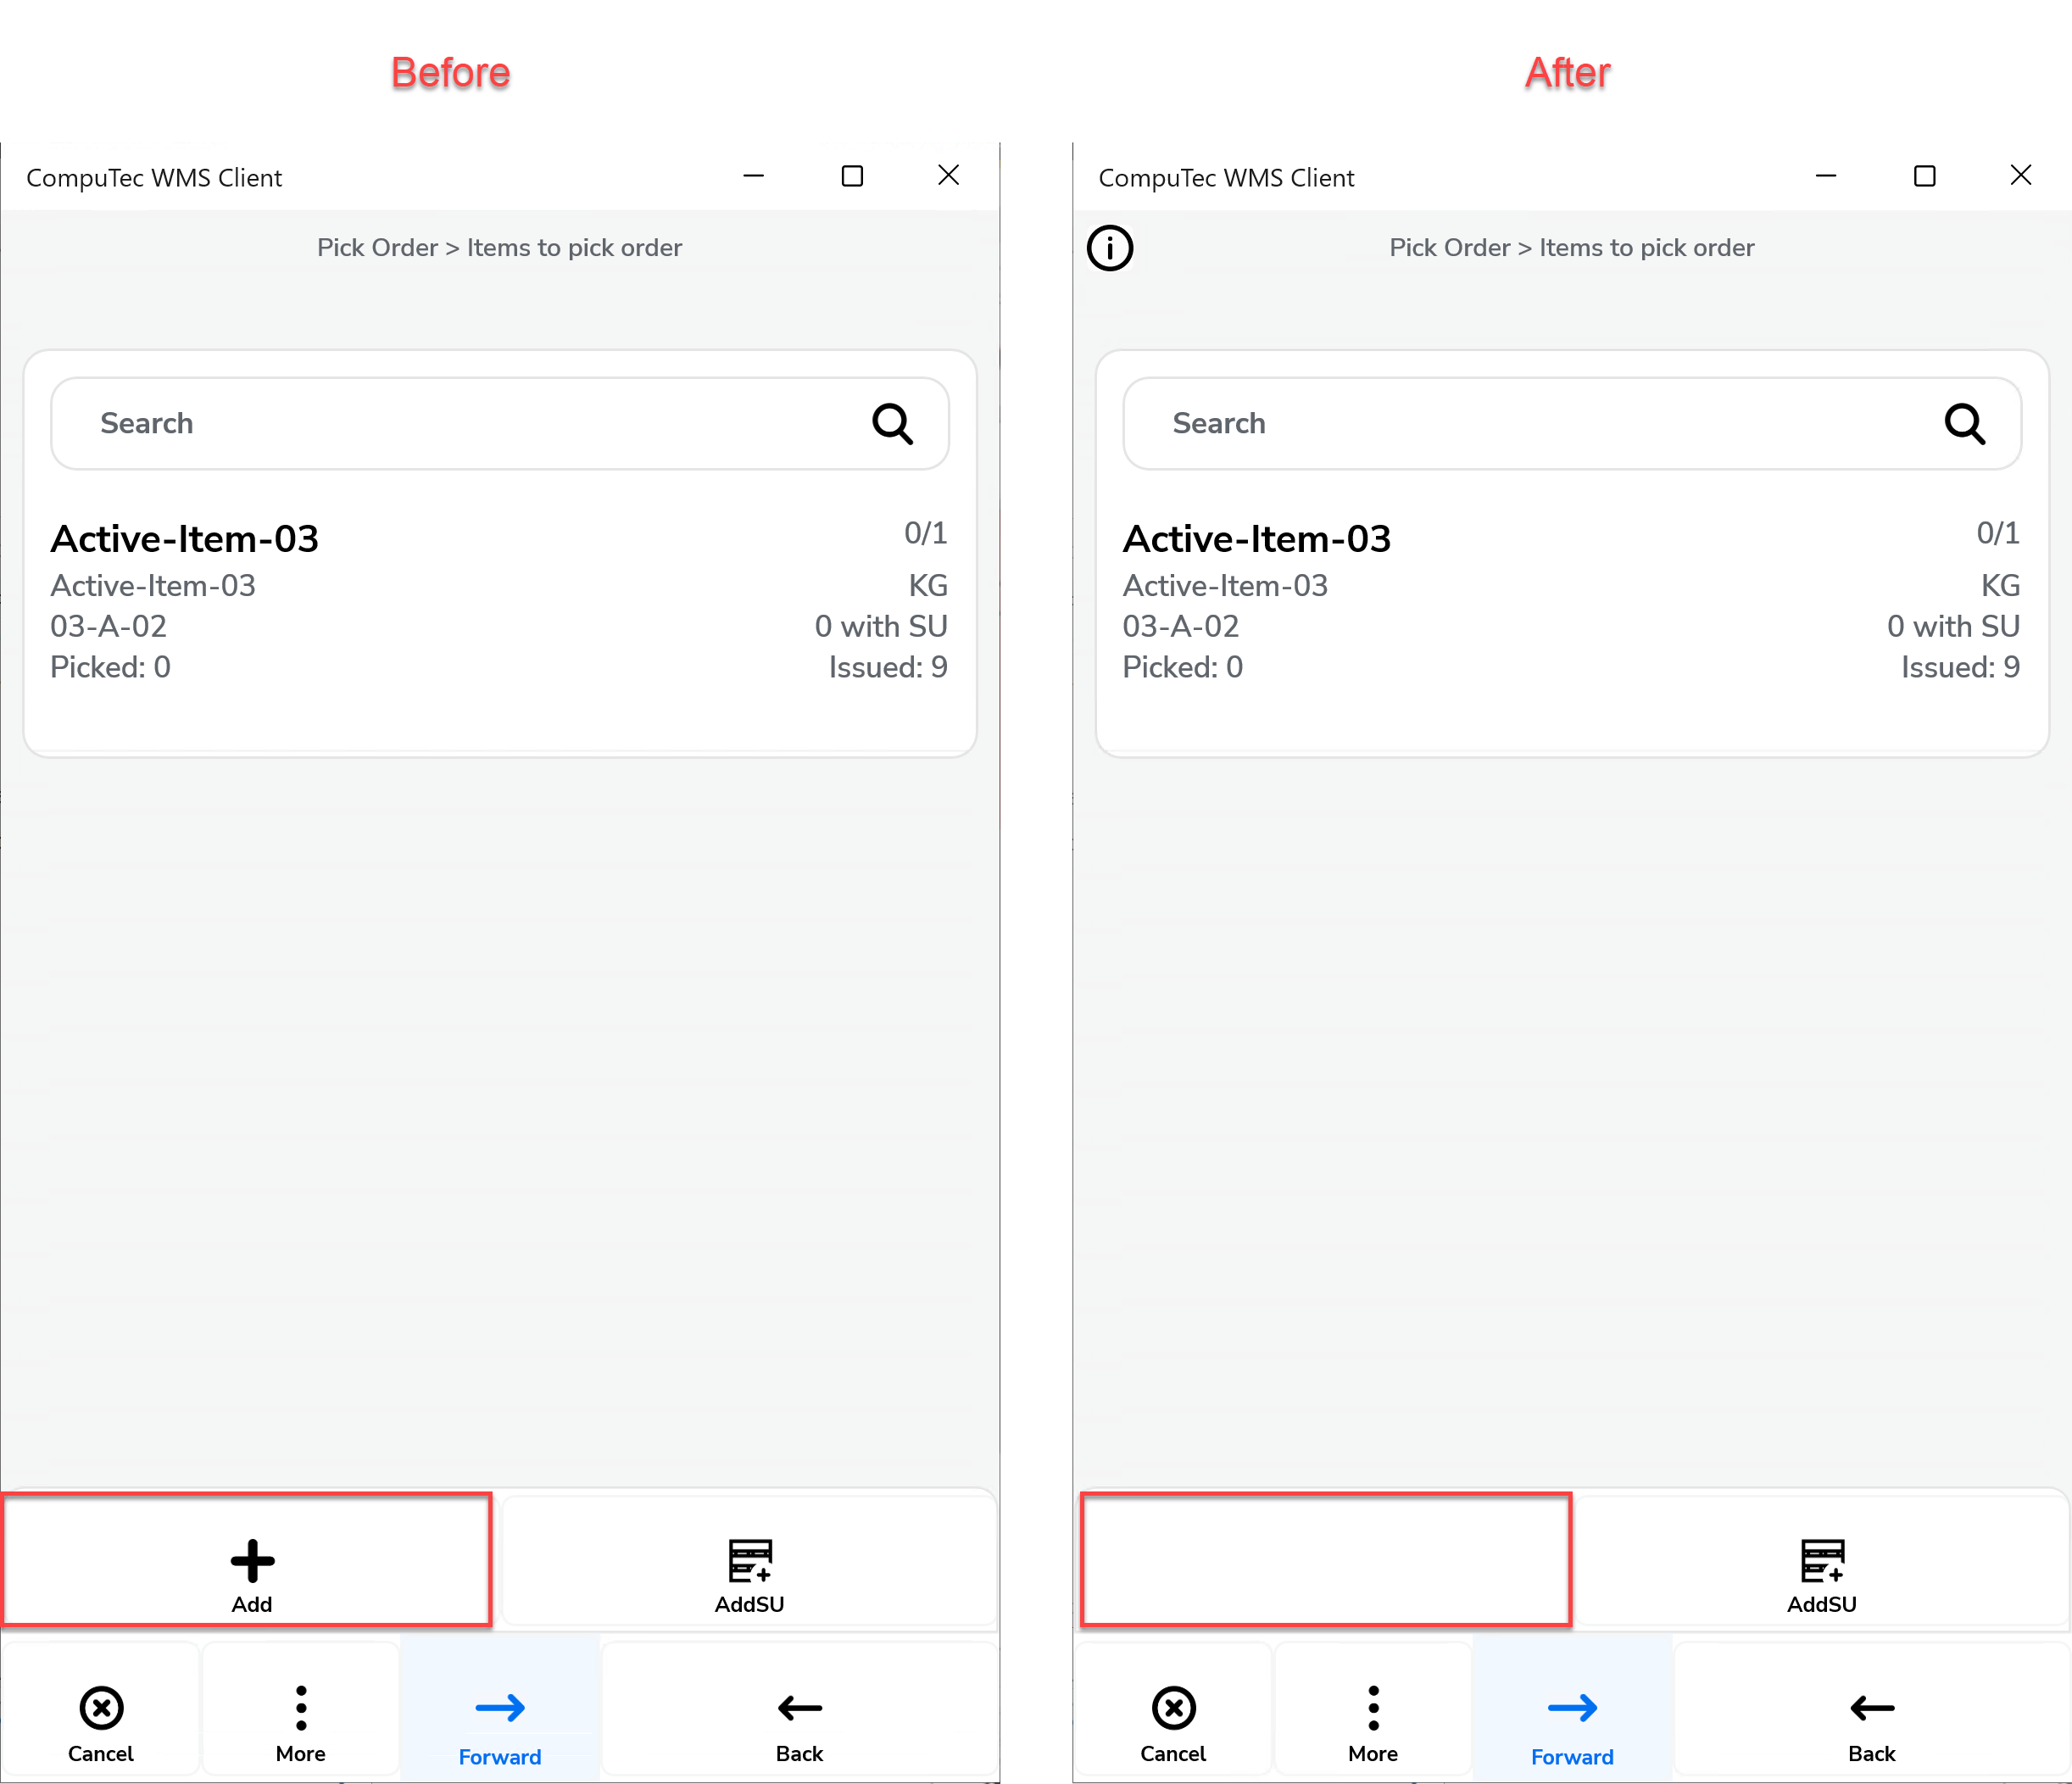 Before
CompuTec WMS Client
Pick Order > Items to pick order
Search
Active-Item-03 0/1
Active-Item-03 KG
03-A-02 0 with SU
Picked: 0 Issued: 9
Add AddSU
Cancel More Forward Back
After
CompuTec WMS Client
Pick Order > Items to pick order
Search
Active-Item-03 0/1
Active-Item-03 KG
03-A-02 0 with SU
Picked: 0 Issued: 9
AddSU
Cancel More Forward Back